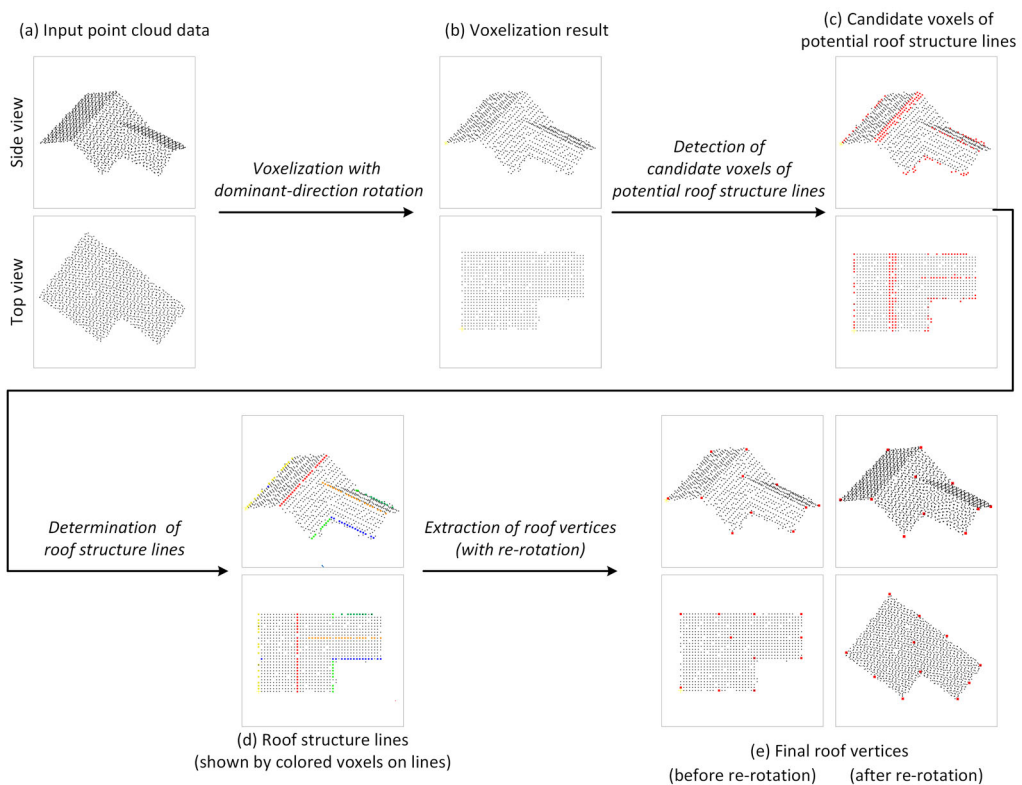 (a) Input point cloud data
(b) Voxelization result
(c) Candidate voxels of
potential roof structure lines
Side view
Voxelization with
dominant-direction rotation
Detection of
candidate voxels of
potential roof structure lines
Top view
Determination of
roof structure lines
Extraction of roof vertices
(with re-rotation)
(d) Roof structure lines
(shown by colored voxels on lines)
(e) Final roof vertices
(before re-rotation)
(after re-rotation)